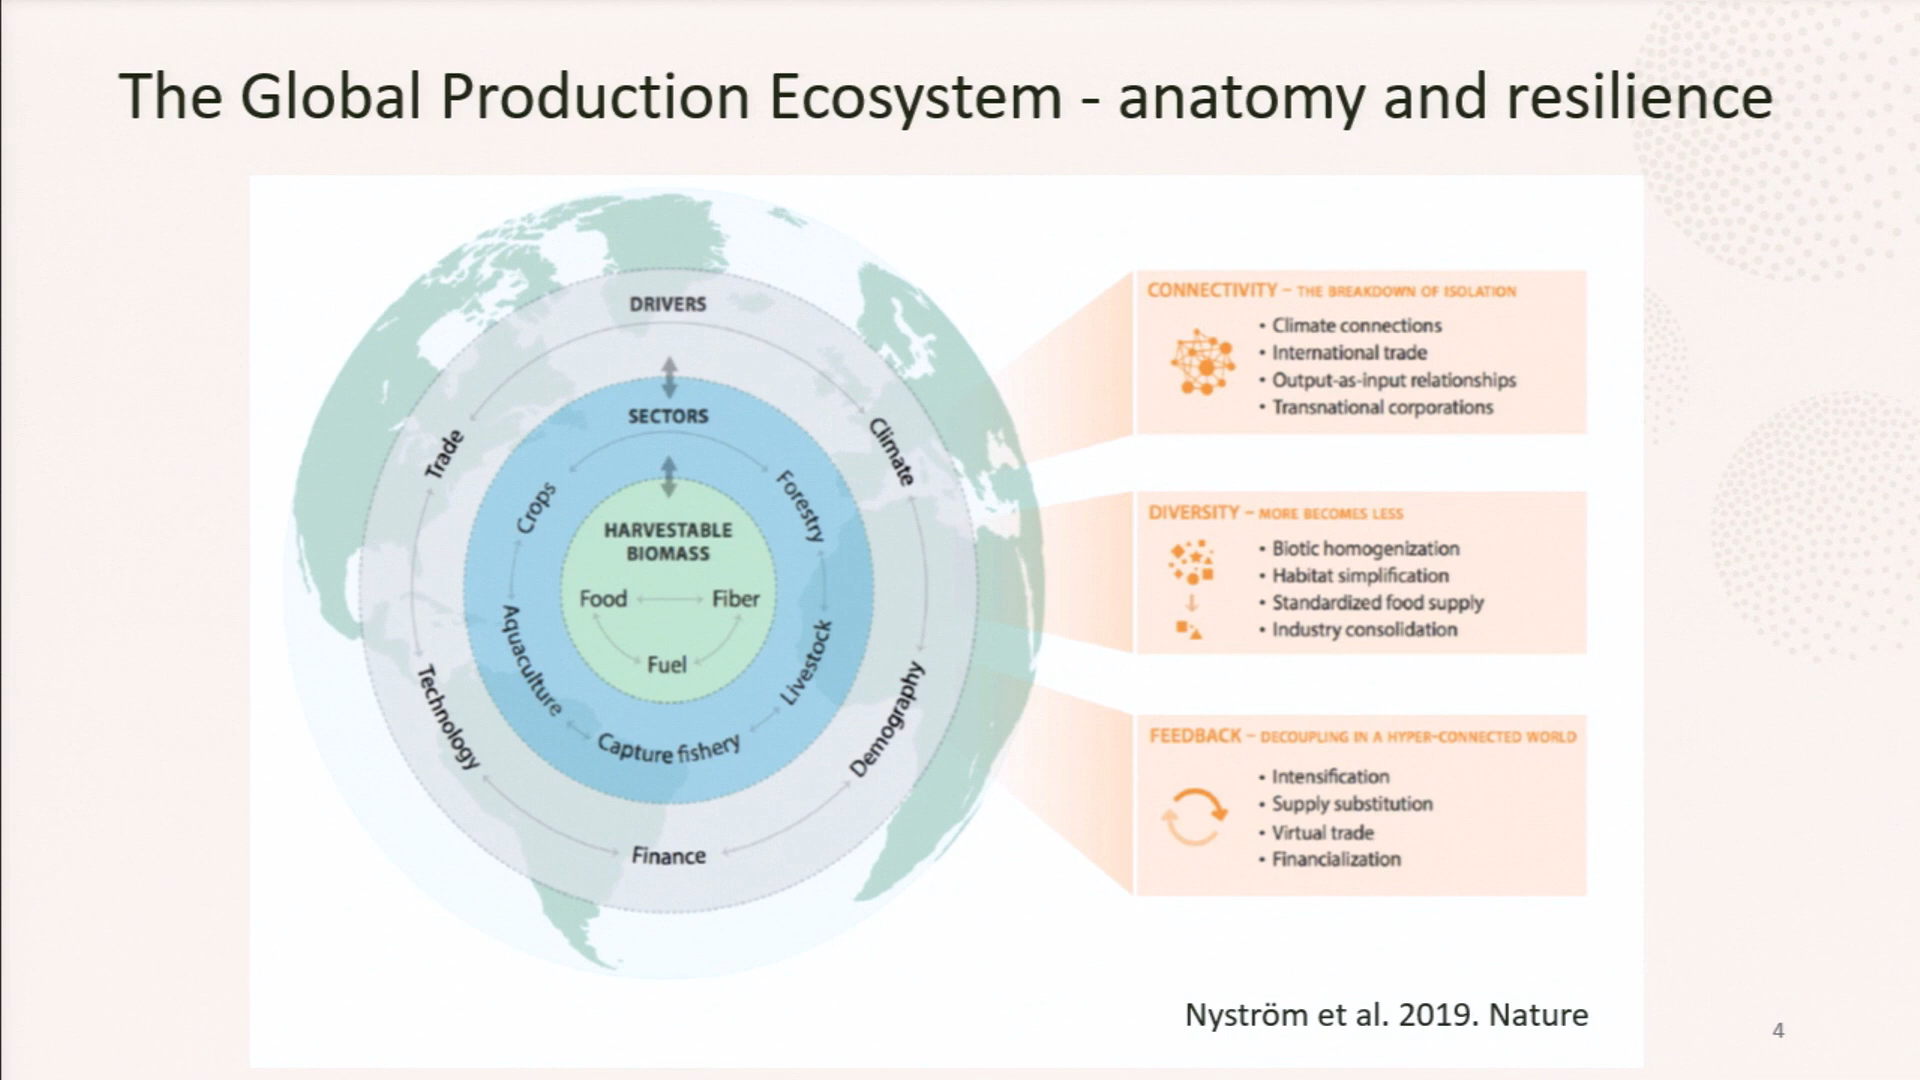 The Global Production Ecosystem - anatomy and resilience
DRIVERS
Trade
Climate
Technology
Demography
Finance
SECTORS
Crops
Forestry
Aquaculture
Livestock
Capture fishery
HARVESTABLE
BIOMASS
Food
Fiber
Fuel
CONNECTIVITY – THE BREAKDOWN OF ISOLATION
• Climate connections
• International trade
• Output-as-input relationships
• Transnational corporations
DIVERSITY – MORE BECOMES LESS
• Biotic homogenization
• Habitat simplification
• Standardized food supply
• Industry consolidation
FEEDBACK – DECOUPLING IN A HYPER-CONNECTED WORLD
• Intensification
• Supply substitution
• Virtual trade
• Financialization
Nyström et al. 2019. Nature
4